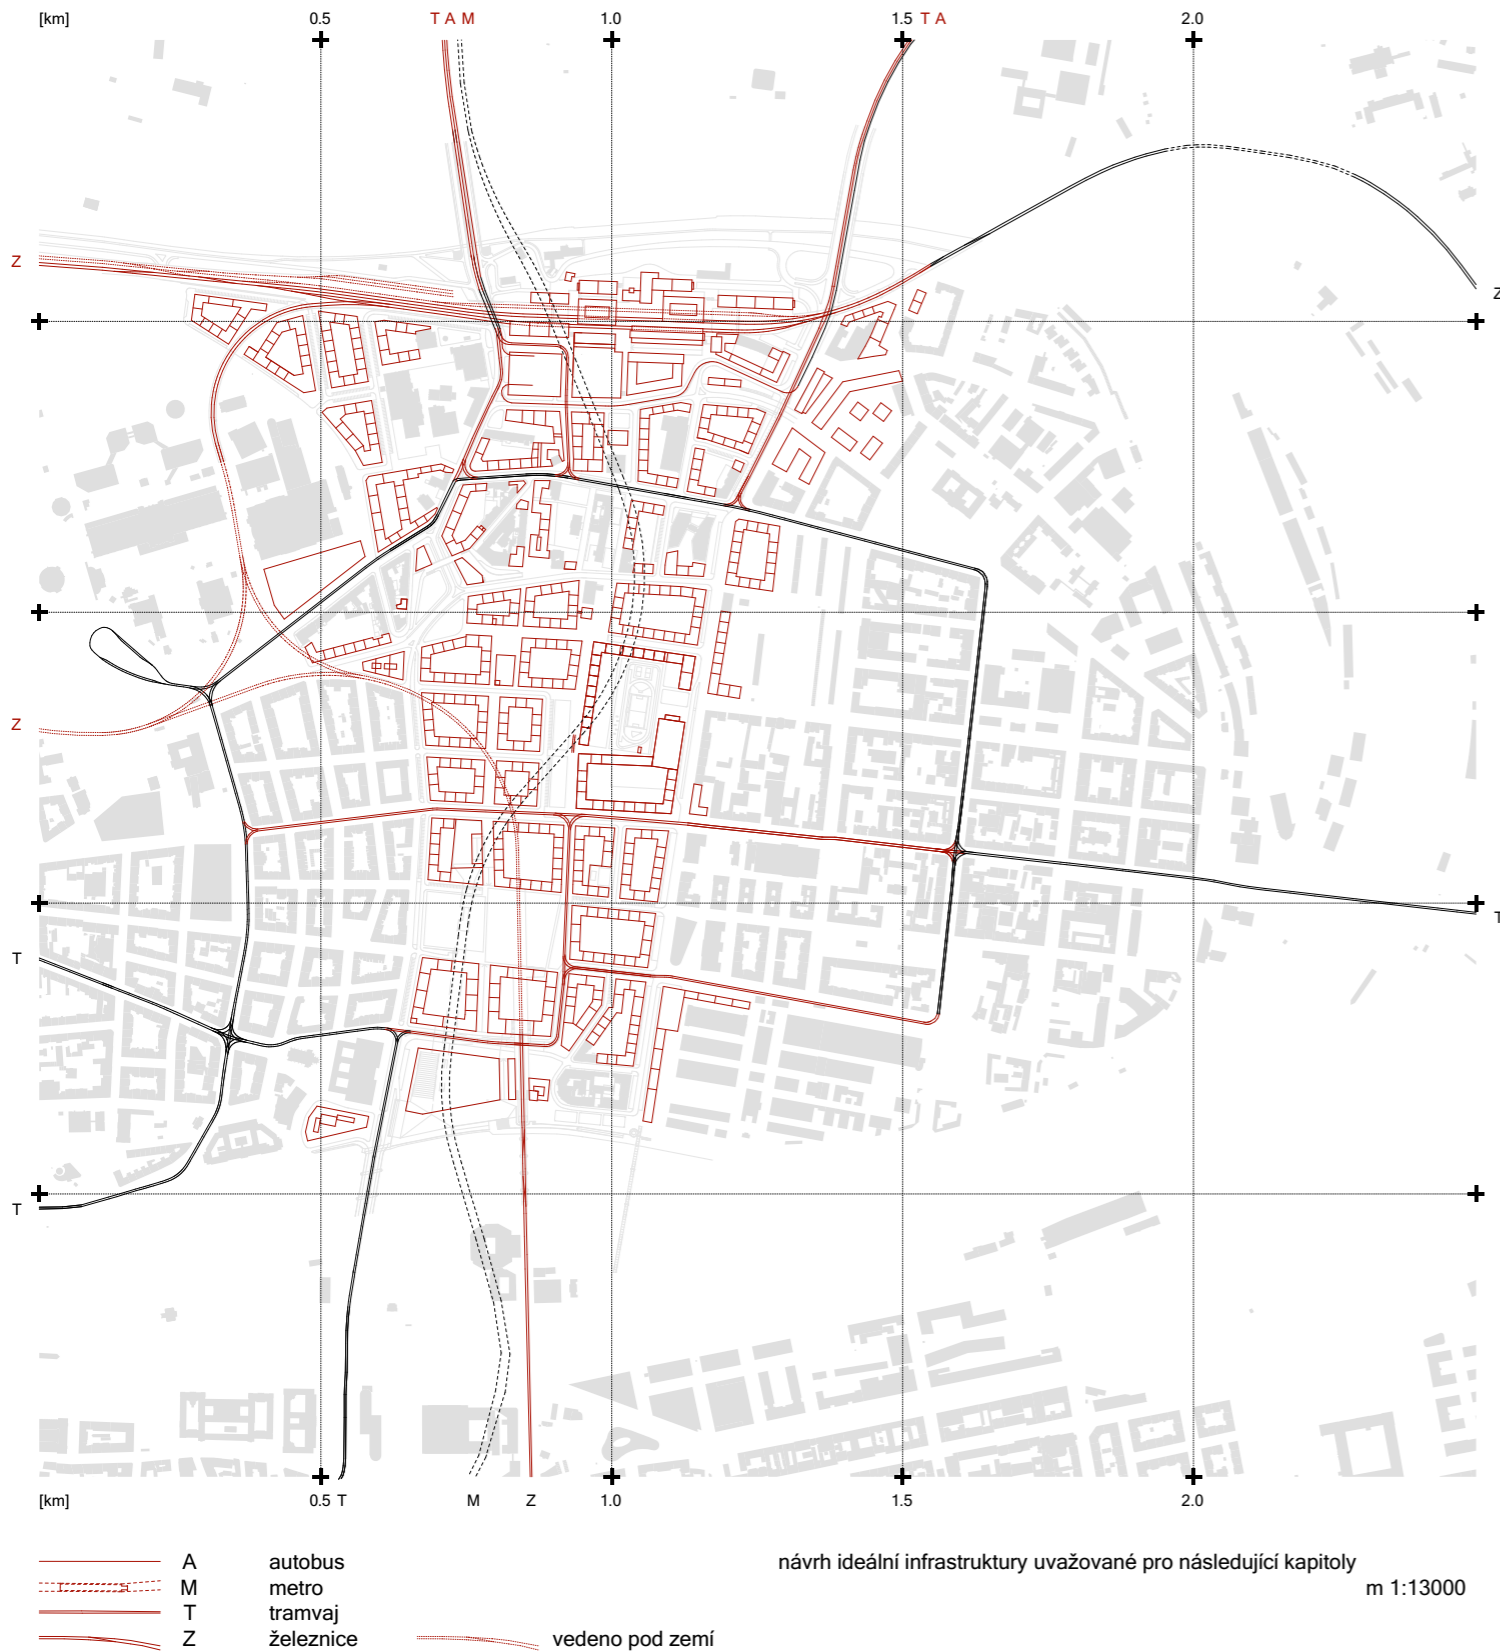 [km] 0.5 T A M 1.0 1.5 T A 2.0
Z
Z
Z
T
T
T
[km] 0.5 T M Z 1.0 1.5 2.0
A autobus
M metro
T tramvaj
Z železnice vedeno pod zemí
návrh ideální infrastruktury uvažované pro následující kapitoly
m 1:13000